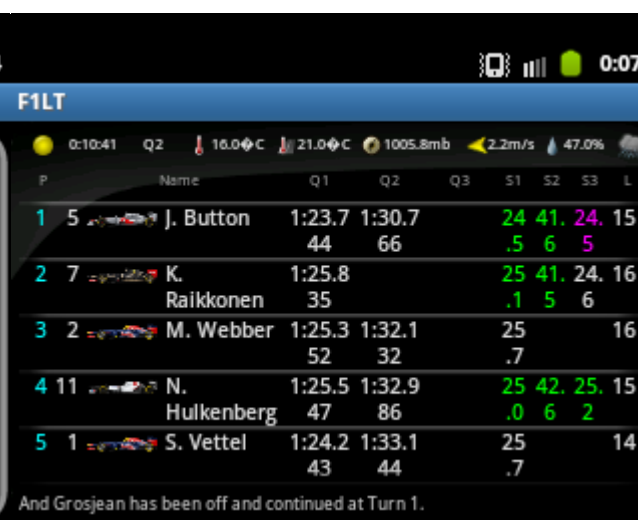 0:07
F1LT
0:10:41 Q2 16.0�C 21.0�C 1005.8mb 2.2m/s 47.0%
P Name Q1 Q2 Q3 S1 S2 S3 L
1 5 J. Button 1:23.7 1:30.7 24 41. 24. 15
44 66 .5 6 5
2 7 K. 1:25.8 25 41. 24. 16
Raikkonen 35 .1 5 6
3 2 M. Webber 1:25.3 1:32.1 25 16
52 32 .7
4 11 N. 1:25.5 1:32.9 25 42. 25. 15
Hulkenberg 47 86 .0 6 2
5 1 S. Vettel 1:24.2 1:33.1 25 14
43 44 .7
And Grosjean has been off and continued at Turn 1.